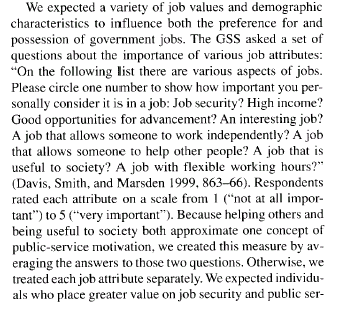 We expected a variety of job values and demographic
characteristics to influence both the preference for and
possession of government jobs. The GSS asked a set of
questions about the importance of various job attributes:
“On the following list there are various aspects of jobs.
Please circle one number to show how important you per-
sonally consider it is in a job: Job security? High income?
Good opportunities for advancement? An interesting job?
A job that allows someone to work independently? A job
that allows someone to help other people? A job that is
useful to society? A job with flexible working hours?”
(Davis, Smith, and Marsden 1999, 863–66). Respondents
rated each attribute on a scale from 1 (“not at all impor-
tant”) to 5 (“very important”). Because helping others and
being useful to society both approximate one concept of
public-service motivation, we created this measure by av-
eraging the answers to those two questions. Otherwise, we
treated each job attribute separately. We expected individu-
als who place greater value on job security and public ser-